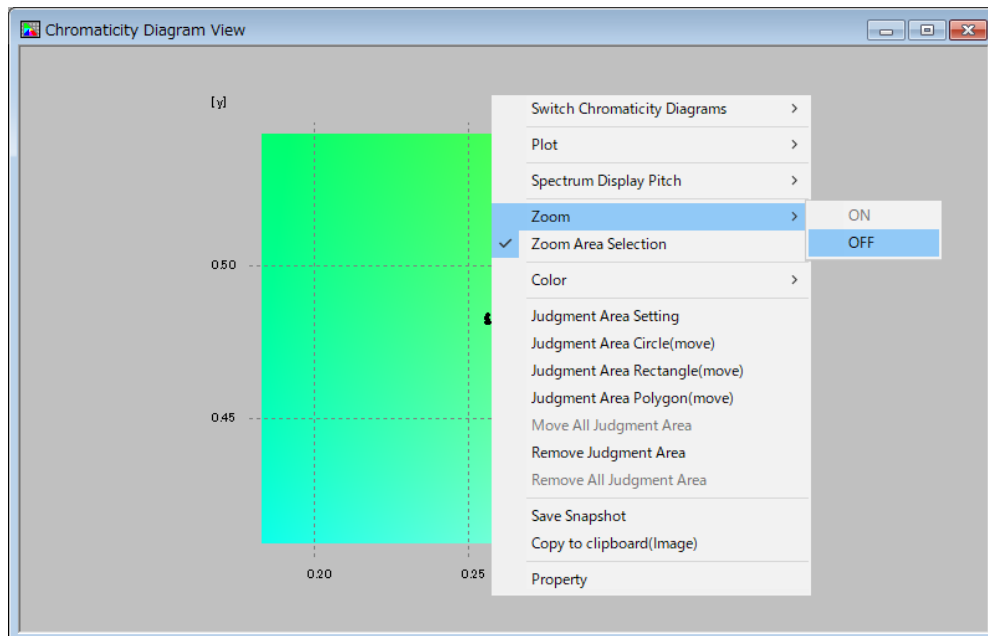 Chromaticity Diagram View
[y]
0.50
0.45
0.20
0.25
Switch Chromaticity Diagrams
Plot
Spectrum Display Pitch
Zoom
Zoom Area Selection
Color
Judgment Area Setting
Judgment Area Circle(move)
Judgment Area Rectangle(move)
Judgment Area Polygon(move)
Move All Judgment Area
Remove Judgment Area
Remove All Judgment Area
Save Snapshot
Copy to clipboard(Image)
Property
ON
OFF